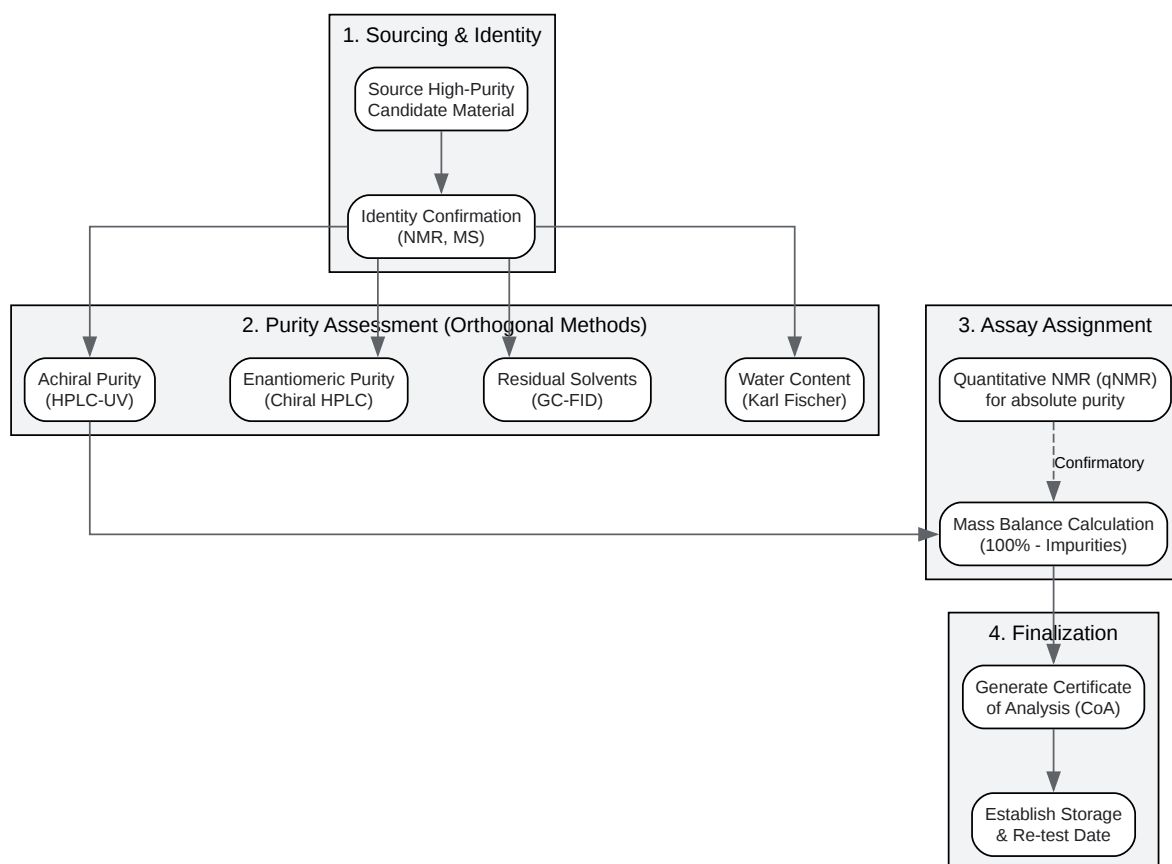 1. Sourcing & Identity
Source High-Purity
Candidate Material
Identity Confirmation
(NMR, MS)
2. Purity Assessment (Orthogonal Methods)
Achiral Purity
(HPLC-UV)
Enantiomeric Purity
(Chiral HPLC)
Residual Solvents
(GC-FID)
Water Content
(Karl Fischer)
3. Assay Assignment
Quantitative NMR (qNMR)
for absolute purity
Confirmatory
Mass Balance Calculation
(100% - Impurities)
4. Finalization
Generate Certificate
of Analysis (CoA)
Establish Storage
& Re-test Date